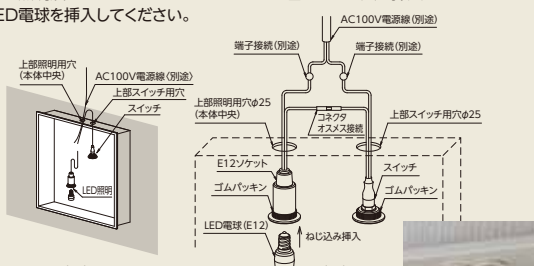 LED電球を挿入してください。
上部照明用穴
(本体中央)
AC100V電源線(別途)
上部スイッチ用穴
スイッチ
LED照明
AC100V電源線(別途)
端子接続(別途)
端子接続(別途)
上部照明用穴φ25
(本体中央)
コネクタ
オスメス接続
上部スイッチ用穴φ25
E12ソケット
ゴムパッキン
スイッチ
ゴムパッキン
LED電球(E12)
ねじ込み挿入